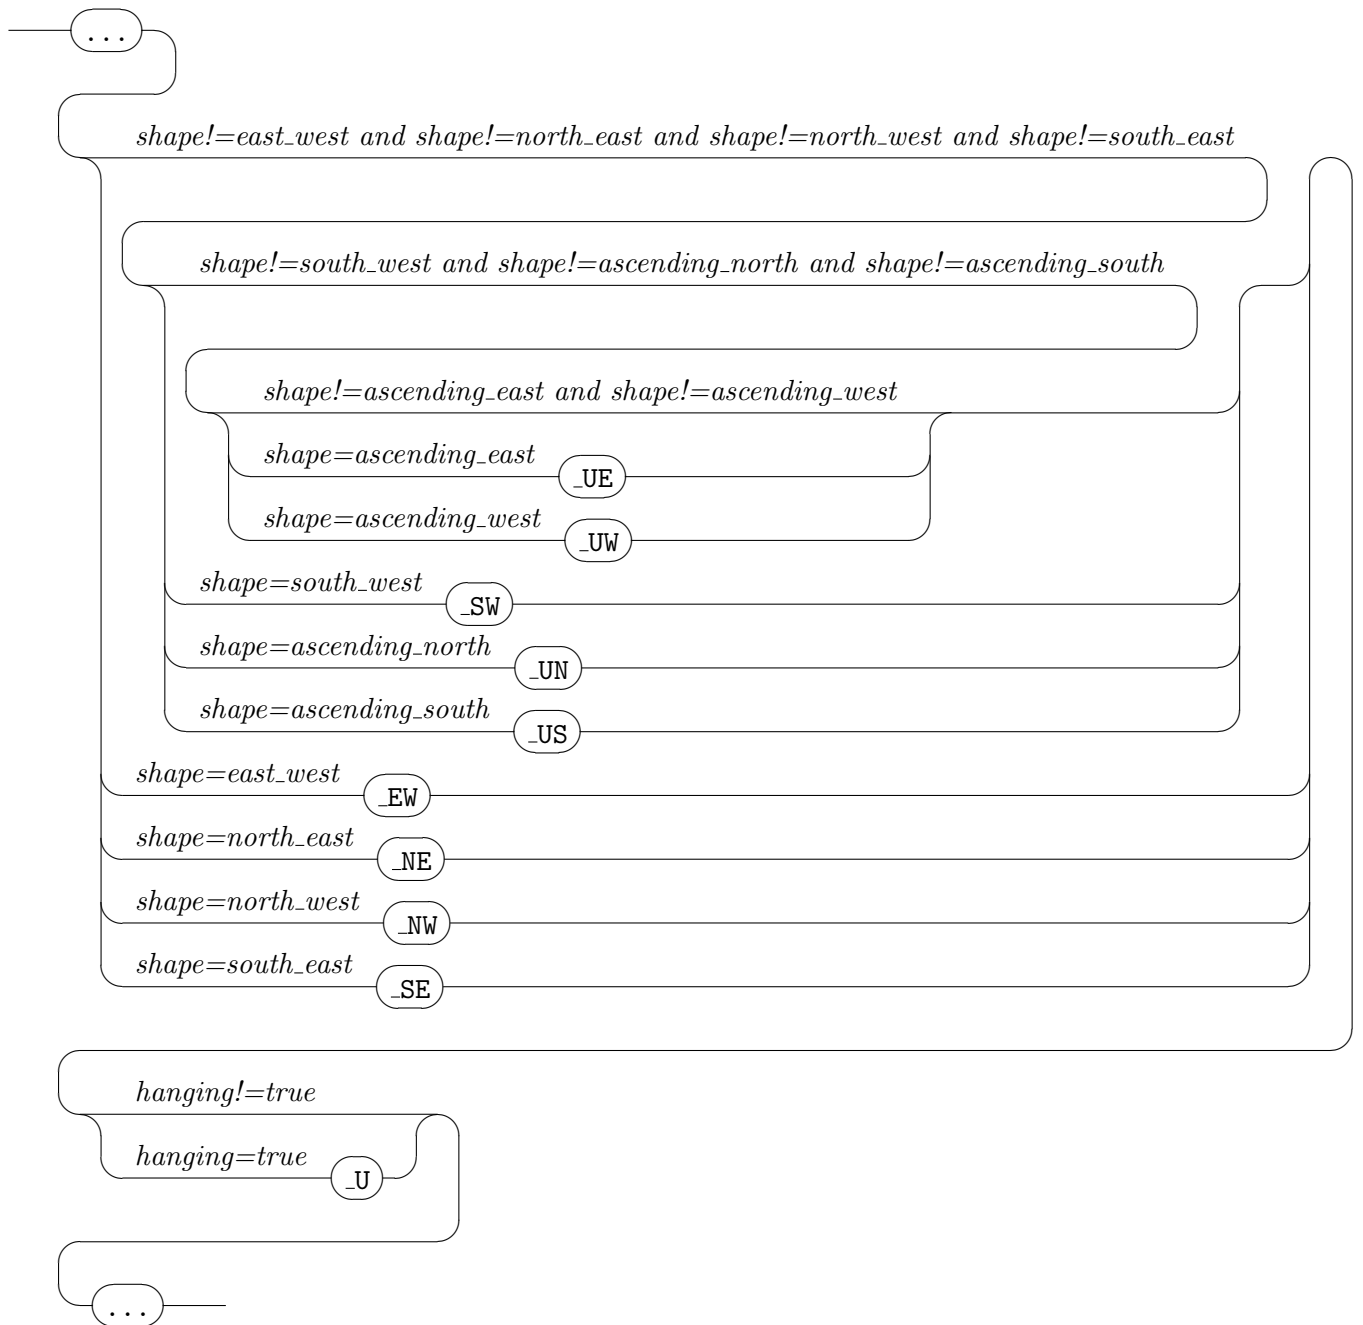 ...
shape!=east_west and shape!=north_east and shape!=north_west and shape!=south_east
shape!=south_west and shape!=ascending_north and shape!=ascending_south
shape!=ascending_east and shape!=ascending_west
shape=ascending_east _UE
shape=ascending_west _UW
shape=south_west _SW
shape=ascending_north _UN
shape=ascending_south _US
shape=east_west _EW
shape=north_east _NE
shape=north_west _NW
shape=south_east _SE
hanging!=true
hanging=true _U
...